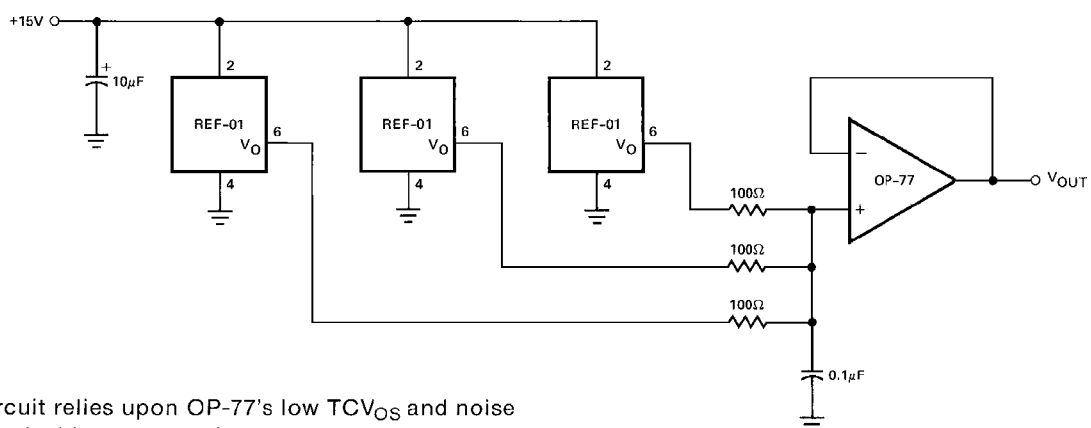 +15V
+
10μF
2
2
2
REF-01
VO
6
4
REF-01
VO
6
4
REF-01
VO
6
4
100Ω
100Ω
100Ω
−
+
OP-77
VOUT
0.1μF
rcuit relies upon OP-77's low TCVOS and noise